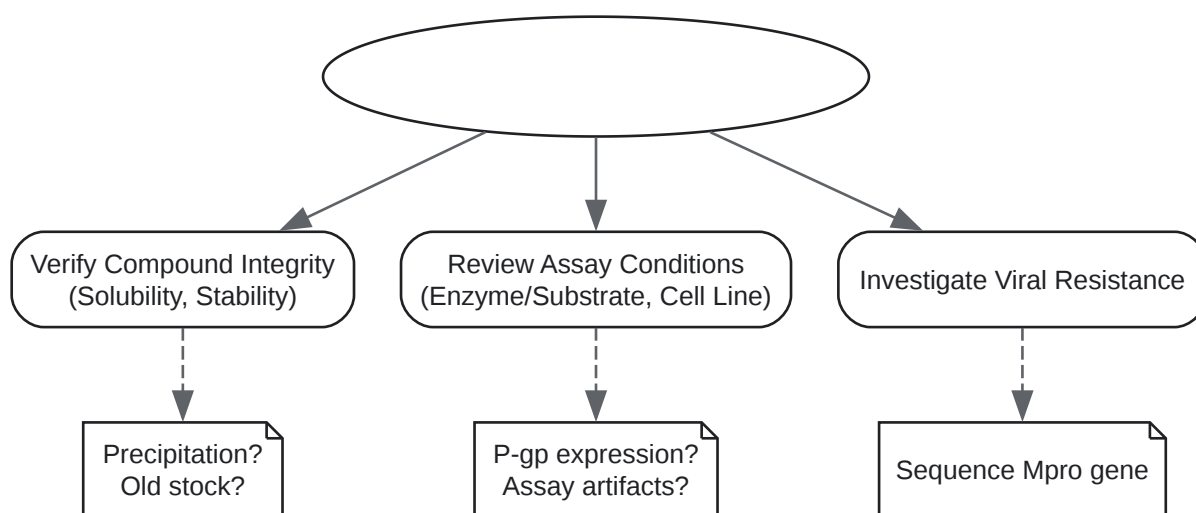 Verify Compound Integrity
(Solubility, Stability)
Review Assay Conditions
(Enzyme/Substrate, Cell Line)
Investigate Viral Resistance
Precipitation?
Old stock?
P-gp expression?
Assay artifacts?
Sequence Mpro gene